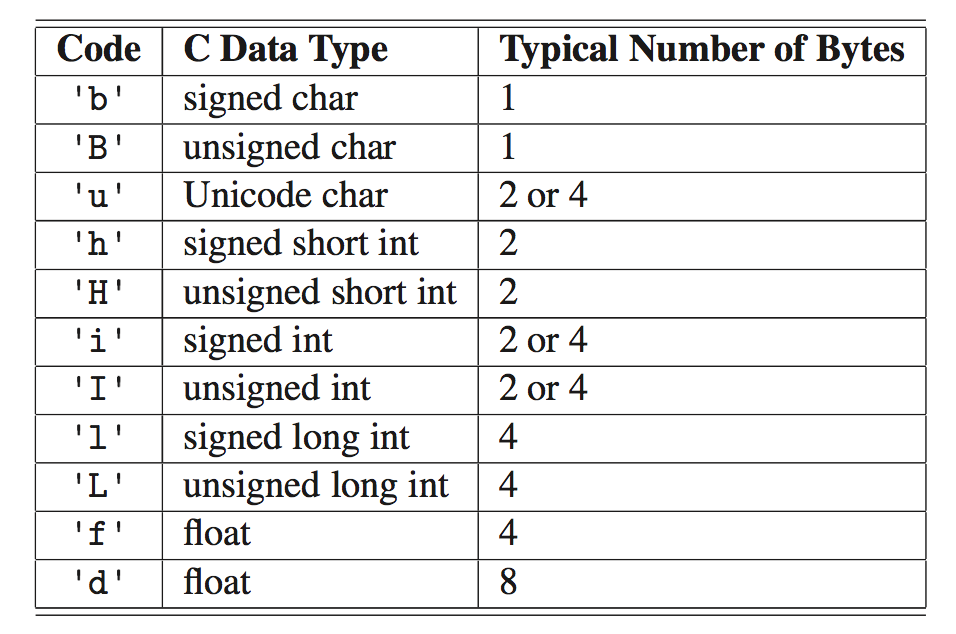 Code C Data Type Typical Number of Bytes
'b' signed char 1
'B' unsigned char 1
'u' Unicode char 2 or 4
'h' signed short int 2
'H' unsigned short int 2
'i' signed int 2 or 4
'I' unsigned int 2 or 4
'l' signed long int 4
'L' unsigned long int 4
'f' float 4
'd' float 8